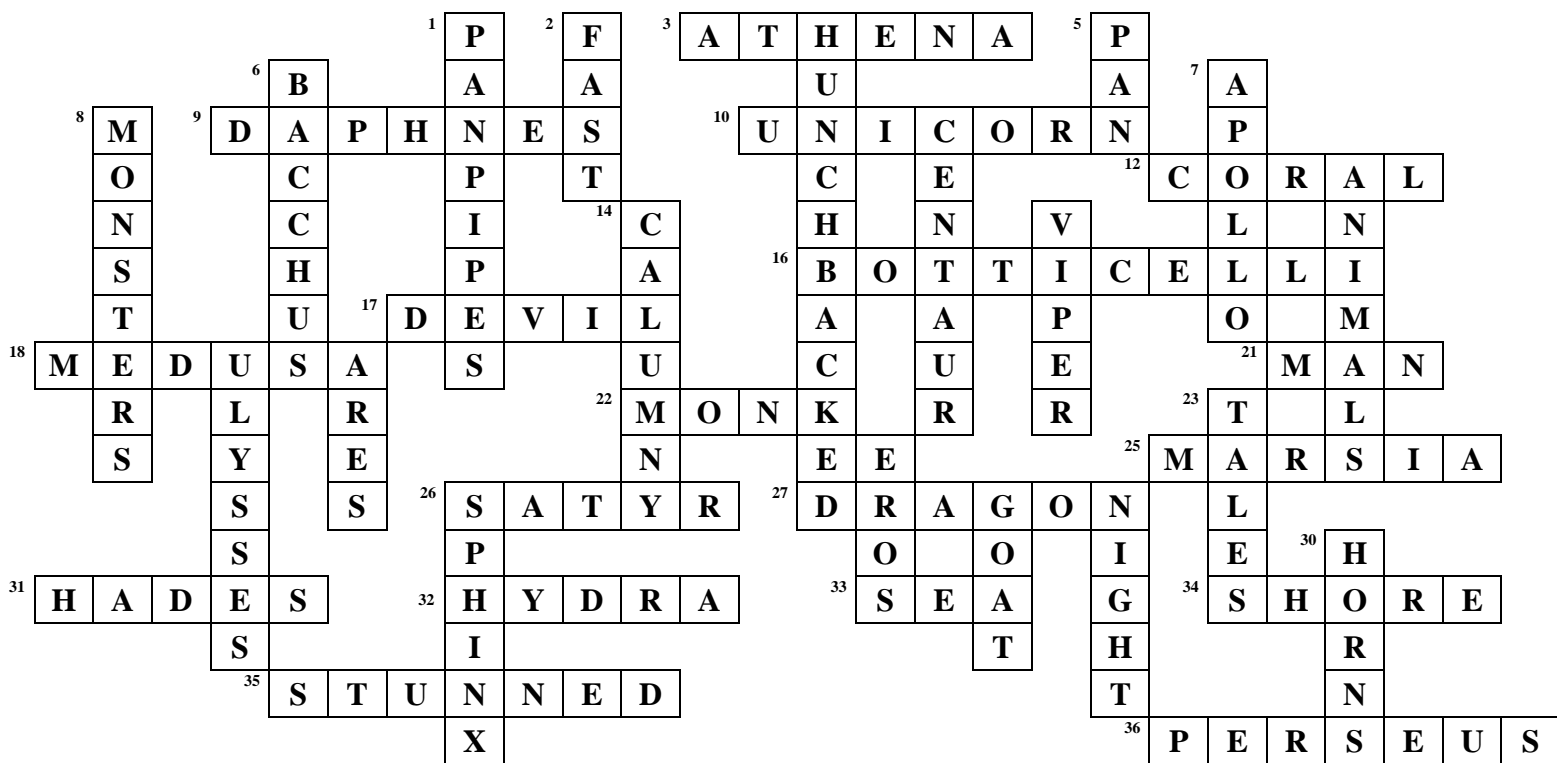 1 P 2 F 3 A T H E N A 5 P
6 B A A U A 7 A
8 M 9 D A P H N E S 10 U N I C O R N P
O C P T C E 12 C O R A L
N C I 14 C H N V L N
S H P A 16 B O T T I C E L L I
T U 17 D E V I L A A P O M
18 M E D U S A S U C U E 21 M A N
R L R 22 M O N K R R 23 T L
S Y E N E E 25 M A R S I A
S S 26 S A T Y R 27 D R A G O N L
S P O O I E 30 H
31 H A D E S 32 H Y D R A 33 S E A G 34 S H O R E
S I T H R
35 S T U N N E D T N
X 36 P E R S E U S